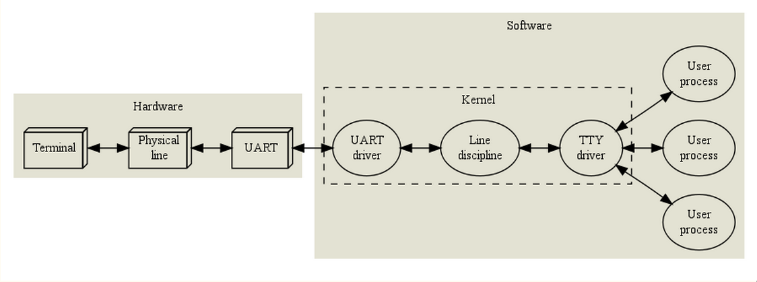 Software
Hardware
Kernel
Terminal
Physical
line
UART
UART
driver
Line
discipline
TTY
driver
User
process
User
process
User
process